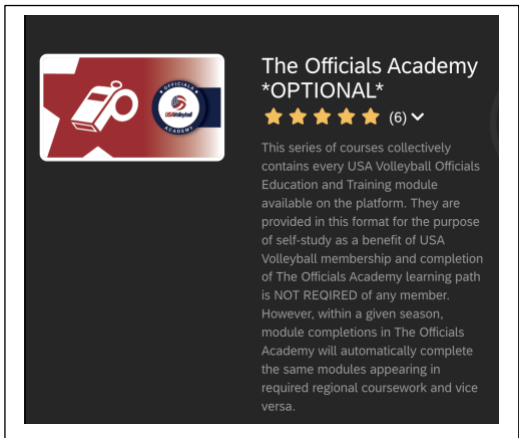 The Officials Academy
*OPTIONAL*
(6)
This series of courses collectively
contains every USA Volleyball Officials
Education and Training module
available on the platform. They are
provided in this format for the purpose
of self-study as a benefit of USA
Volleyball membership and completion
of The Officials Academy learning path
is NOT REQIRED of any member.
However, within a given season,
module completions in The Officials
Academy will automatically complete
the same modules appearing in
required regional coursework and vice
versa.
OFFICIALS
USAVolleyball
ACADEMY